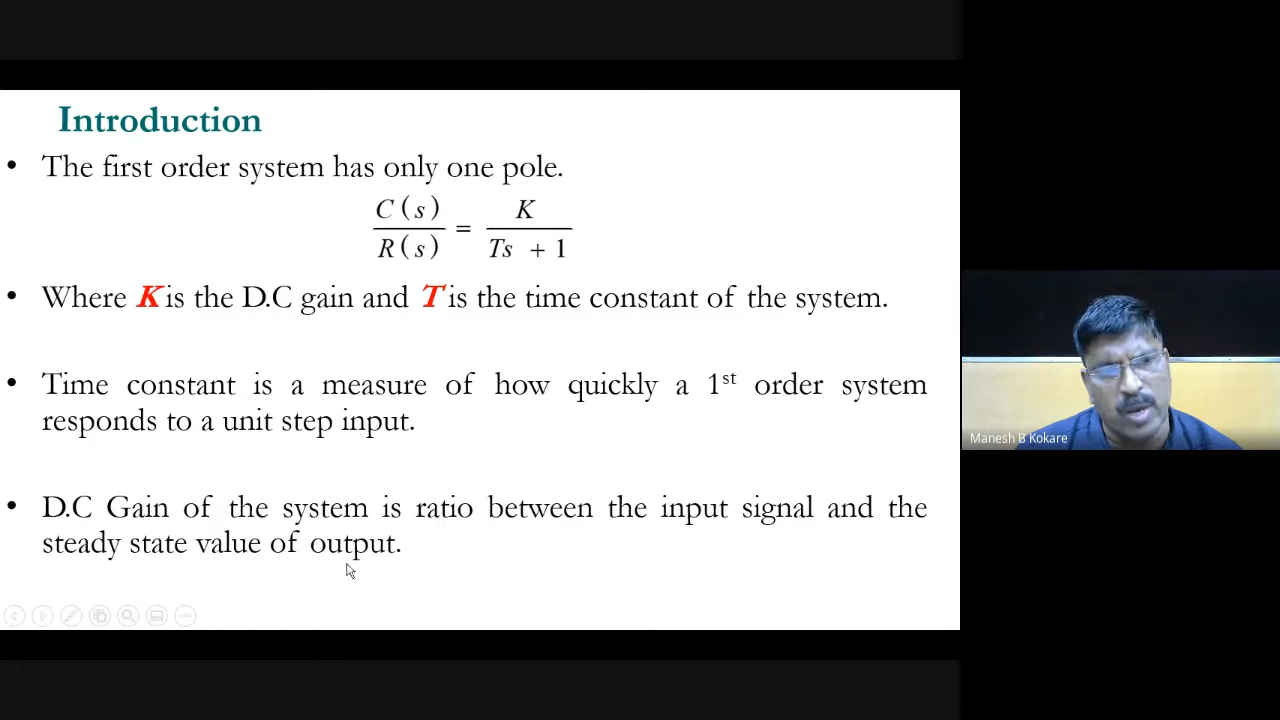 Introduction
• The first order system has only one pole.
C(s) / R(s) = K / Ts + 1
• Where K is the D.C gain and T is the time constant of the system.
• Time constant is a measure of how quickly a 1st order system
responds to a unit step input.
• D.C Gain of the system is ratio between the input signal and the
steady state value of output.
Manesh B Kokare